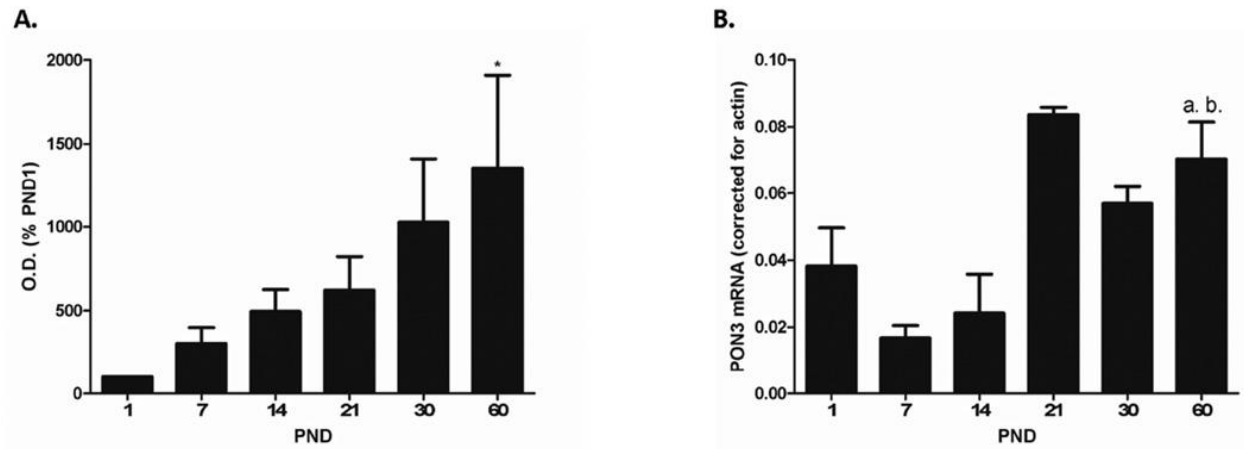 A.
2000
1500
1000
500
0
O.D. (% PND1)
*
1 7 14 21 30 60
PND
B.
0.10
0.08
0.06
0.04
0.02
0.00
PON3 mRNA (corrected for actin)
a. b.
1 7 14 21 30 60
PND